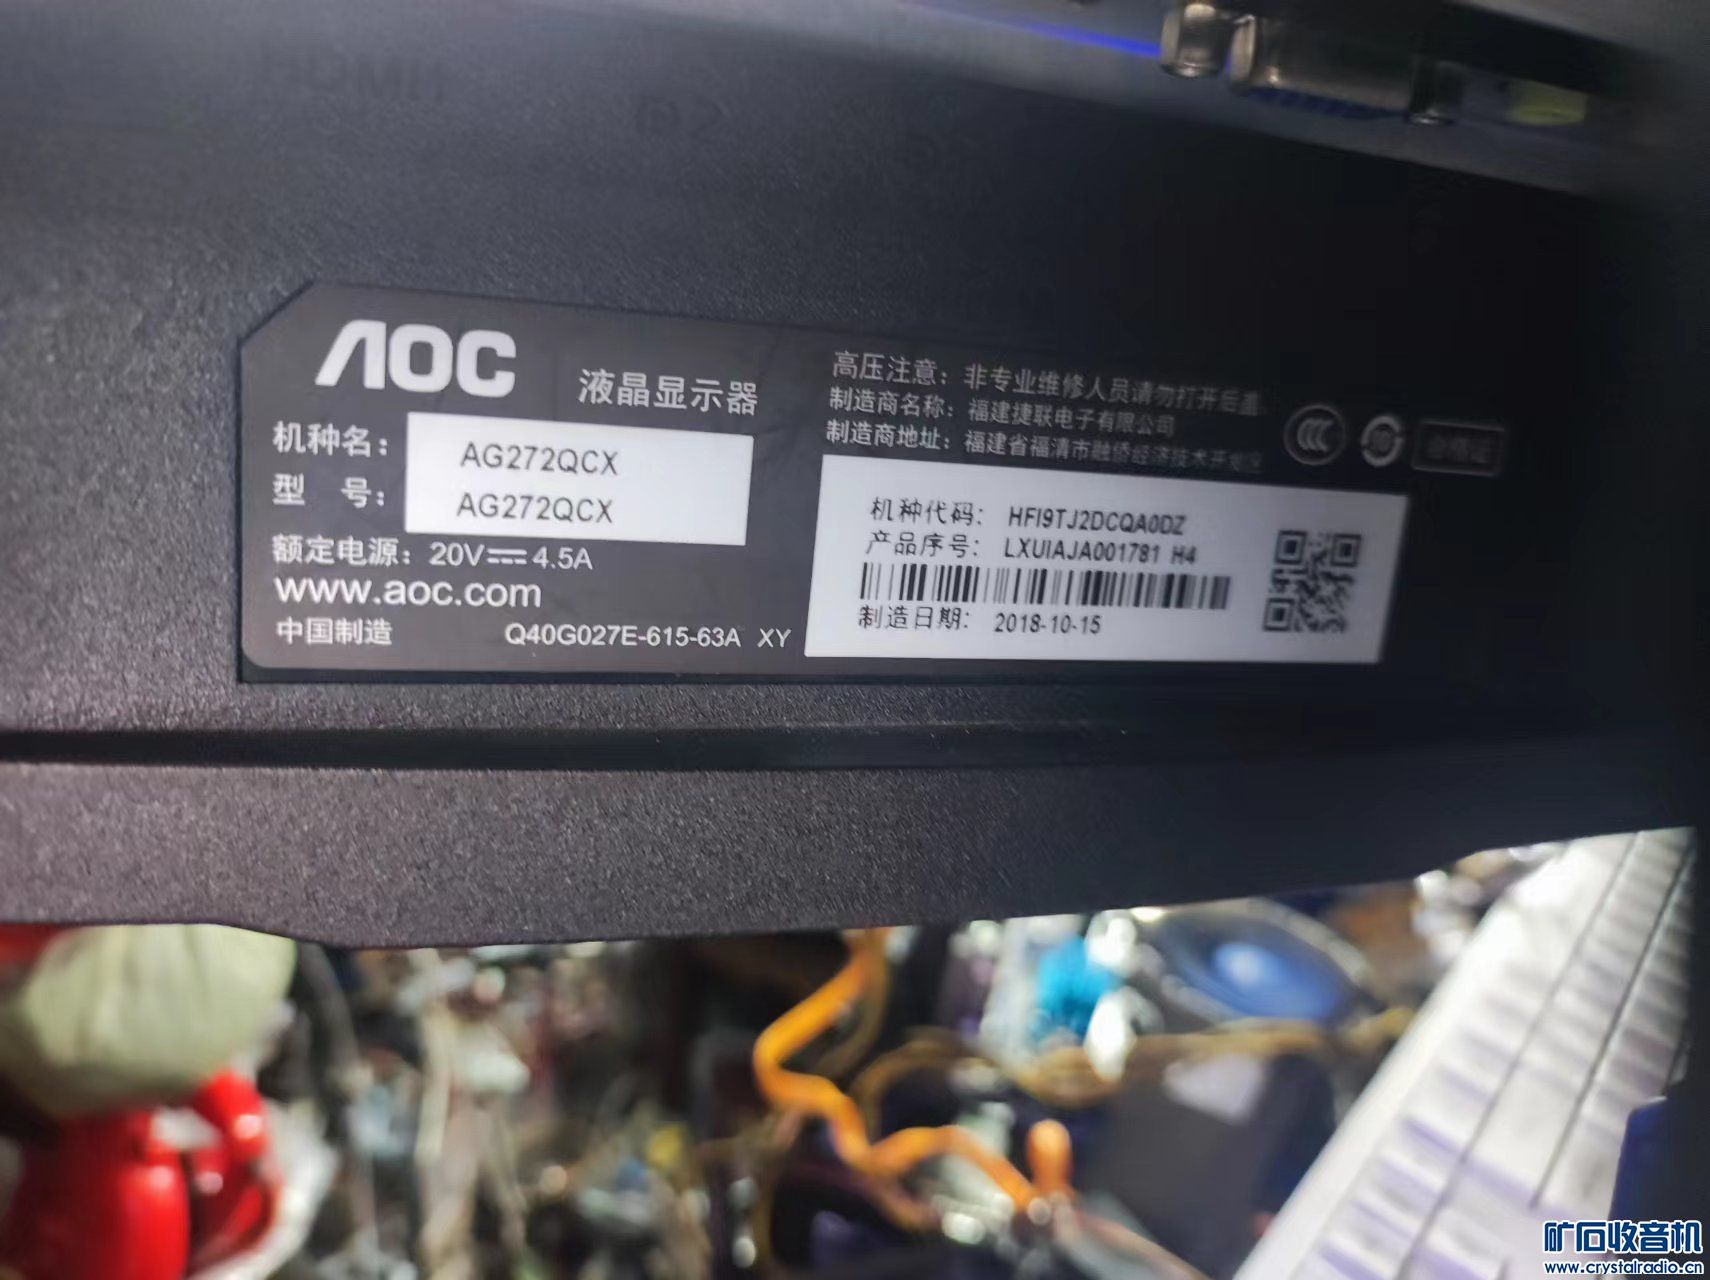 AOC 液晶显示器
机种名: AG272QCX
型 号: AG272QCX
额定电源: 20V 4.5A
www.aoc.com
中国制造 Q40G027E-615-63A XY
高压注意: 非专业维修人员请勿打开后盖.
制造商名称: 福建捷联电子有限公司
制造商地址: 福建省福清市融侨经济技术开发区
机种代码: HFI9TJ2DCQA0DZ
产品序号: LXUIAJA001781 H4
制造日期: 2018-10-15
矿石收音机
www.crystalradio.cn